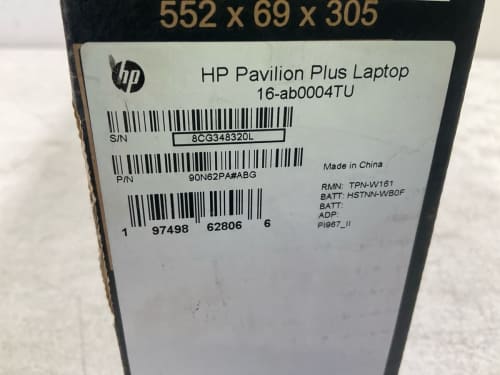 552 x 69 x 305
hp
HP Pavilion Plus Laptop
16-ab0004TU
S/N
8CG348320L
P/N
90N62PA#ABG
Made in China
RMN: TPN-W161
BATT: HSTNN-WB0F
BATT:
ADP:
PI967_II
1 97498 62806 6